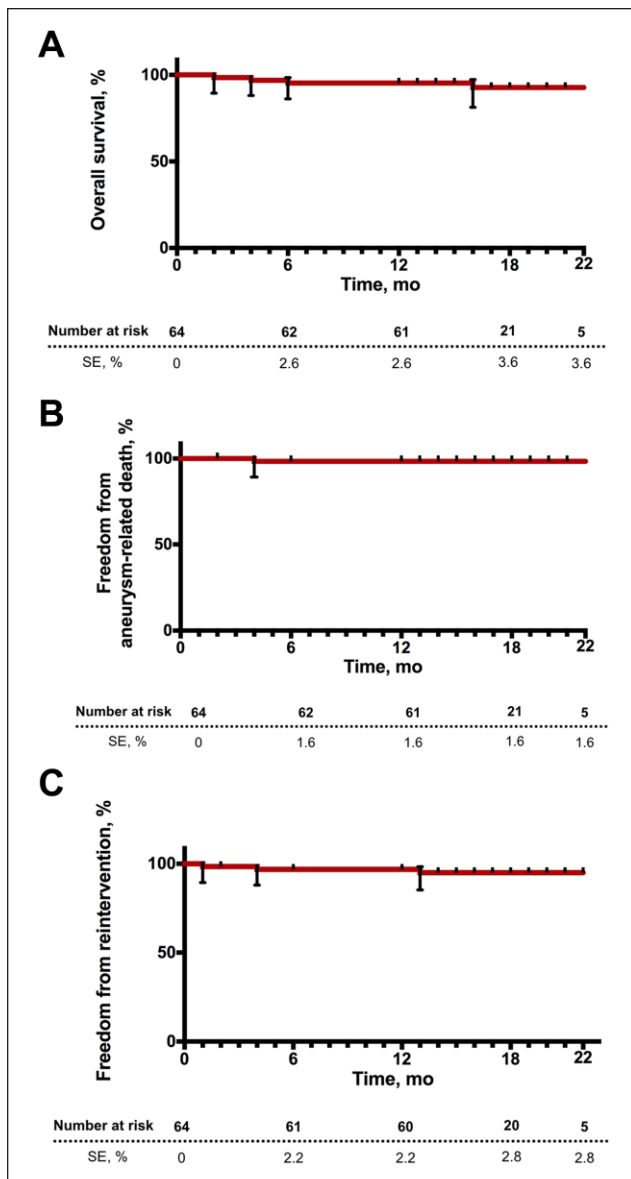 A
Overall survival, %
100
50
0
0 6 12 18 22
Time, mo
Number at risk 64 62 61 21 5
SE, % 0 2.6 2.6 3.6 3.6
B
Freedom from
aneurysm-related death, %
100
50
0
0 6 12 18 22
Time, mo
Number at risk 64 62 61 21 5
SE, % 0 1.6 1.6 1.6 1.6
C
Freedom from reintervention, %
100
50
0
0 6 12 18 22
Time, mo
Number at risk 64 61 60 20 5
SE, % 0 2.2 2.2 2.8 2.8